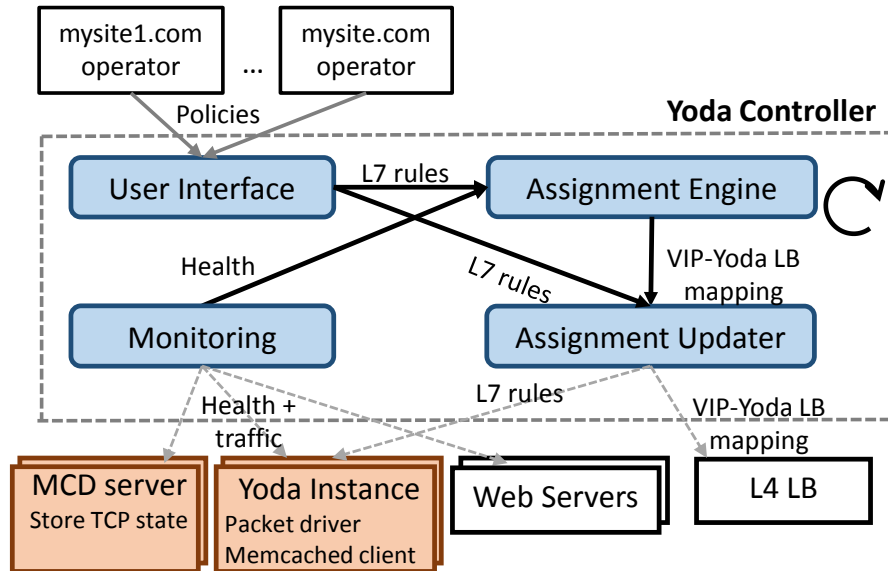 mysite1.com
operator
...
mysite.com
operator
Policies
Yoda Controller
User Interface
L7 rules
Assignment Engine
Health
L7 rules
VIP-Yoda LB
mapping
Monitoring
Assignment Updater
Health +
traffic
L7 rules
VIP-Yoda LB
mapping
MCD server
Store TCP state
Yoda Instance
Packet driver
Memcached client
Web Servers
L4 LB